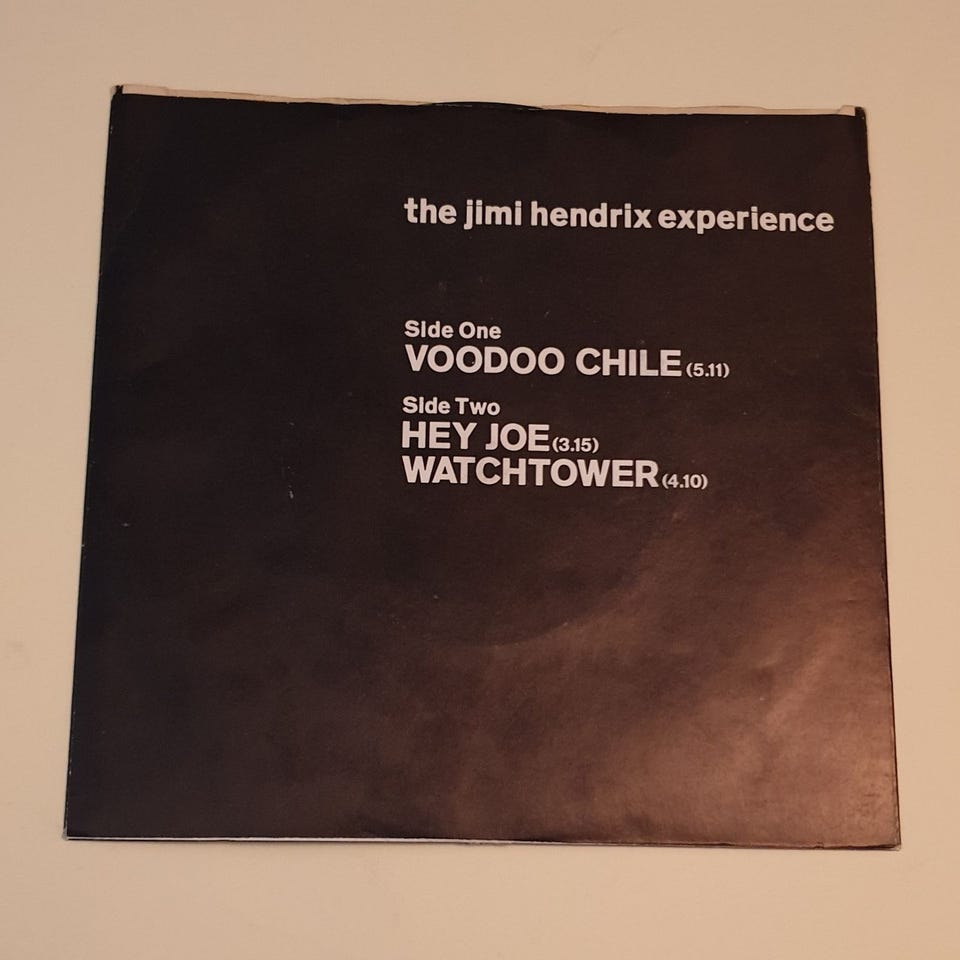 the jimi hendrix experience
Side One
VOODOO CHILE (5.11)
Side Two
HEY JOE (3.15)
WATCHTOWER (4.10)